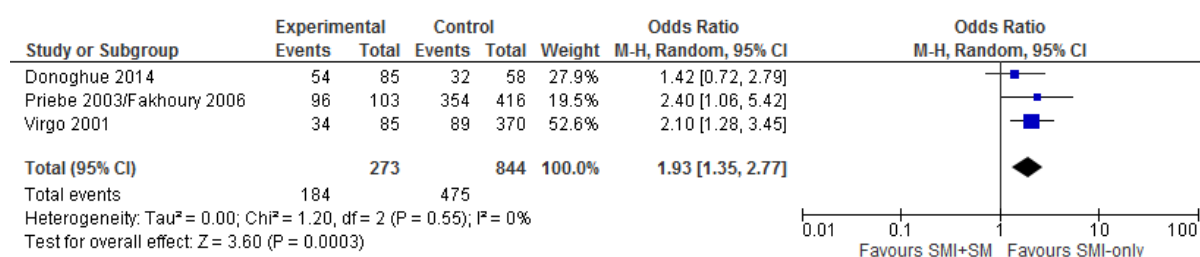 Experimental Control Odds Ratio Odds Ratio
Study or Subgroup Events Total Events Total Weight M-H, Random, 95% CI M-H, Random, 95% CI
Donoghue 2014 54 85 32 58 27.9% 1.42 [0.72, 2.79]
Priebe 2003/Fakhoury 2006 96 103 354 416 19.5% 2.40 [1.06, 5.42]
Virgo 2001 34 85 89 370 52.6% 2.10 [1.28, 3.45]
Total (95% CI) 273 844 100.0% 1.93 [1.35, 2.77]
Total events 184 475
Heterogeneity: Tau² = 0.00; Chi² = 1.20, df = 2 (P = 0.55); I² = 0%
Test for overall effect: Z = 3.60 (P = 0.0003)
0.01 0.1 1 10 100
Favours SMI+SM Favours SMI-only